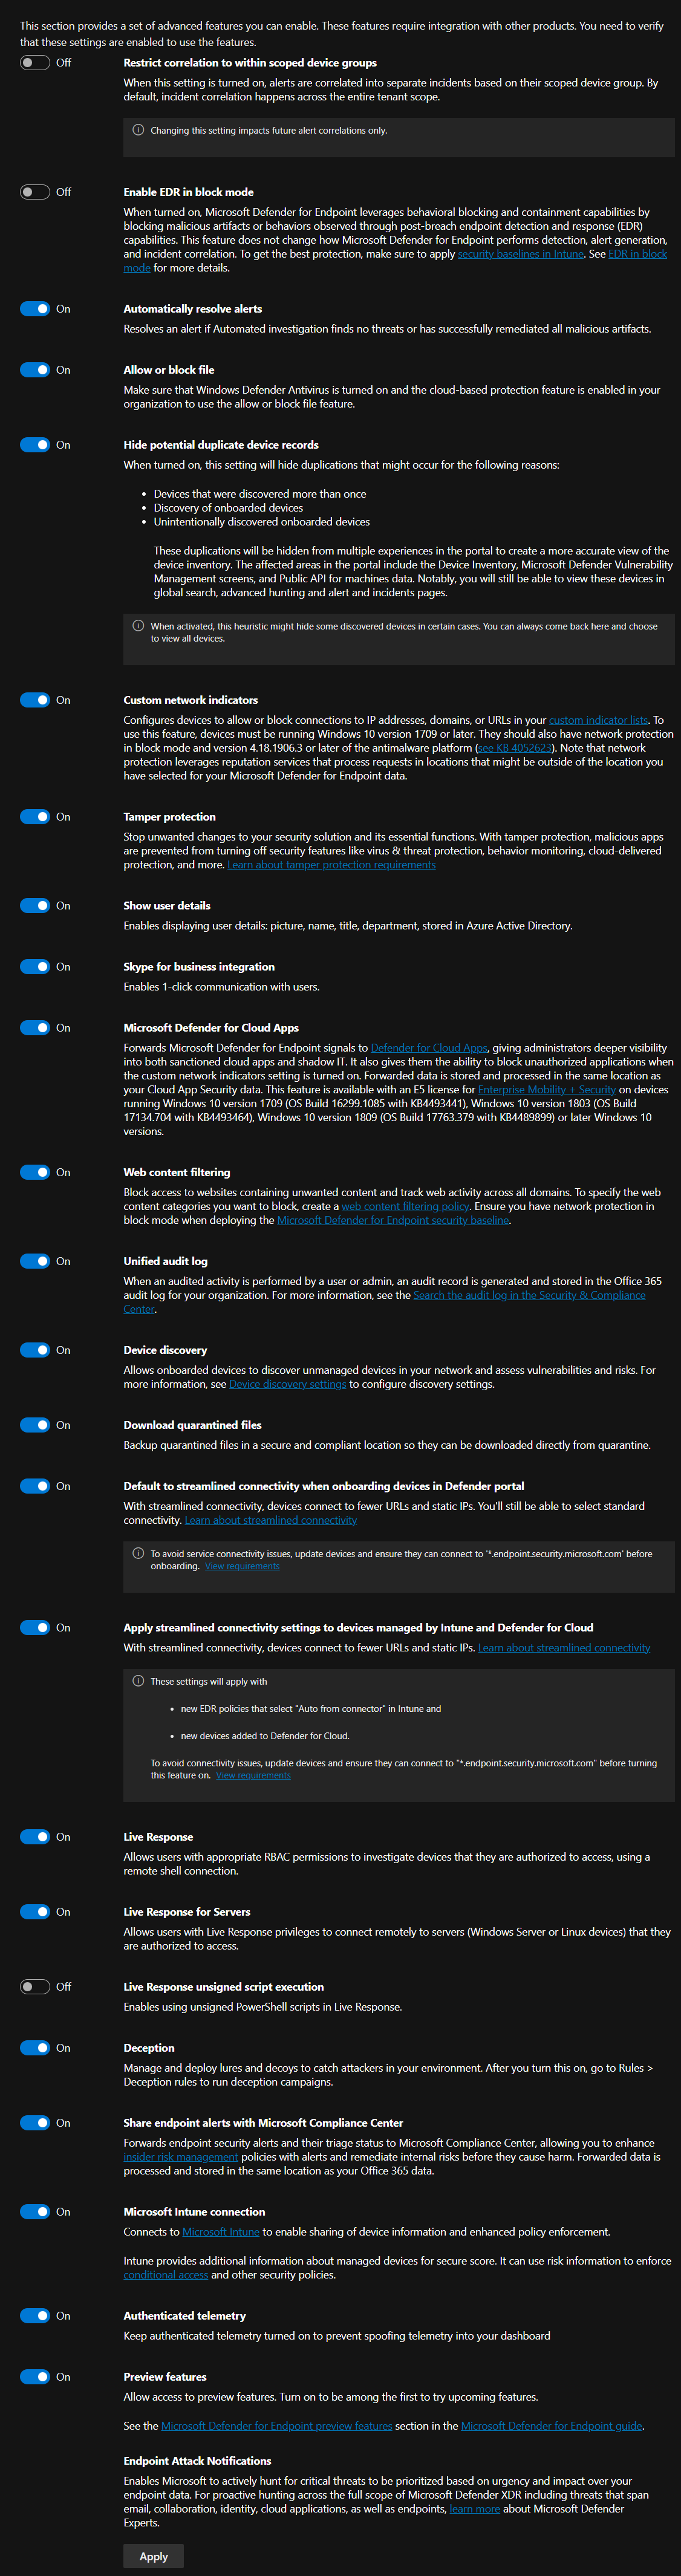 This section provides a set of advanced features you can enable. These features require integration with other products. You need to verify
that these settings are enabled to use the features.
Off
Restrict correlation to within scoped device groups
When this setting is turned on, alerts are correlated into separate incidents based on their scoped device group. By
default, incident correlation happens across the entire tenant scope.
Changing this setting impacts future alert correlations only.
Off
Enable EDR in block mode
When turned on, Microsoft Defender for Endpoint leverages behavioral blocking and containment capabilities by
blocking malicious artifacts or behaviors observed through post-breach endpoint detection and response (EDR)
capabilities. This feature does not change how Microsoft Defender for Endpoint performs detection, alert generation,
and incident correlation. To get the best protection, make sure to apply security baselines in Intune. See EDR in block
mode for more details.
On
Automatically resolve alerts
Resolves an alert if Automated investigation finds no threats or has successfully remediated all malicious artifacts.
On
Allow or block file
Make sure that Windows Defender Antivirus is turned on and the cloud-based protection feature is enabled in your
organization to use the allow or block file feature.
On
Hide potential duplicate device records
When turned on, this setting will hide duplications that might occur for the following reasons:
• Devices that were discovered more than once
• Discovery of onboarded devices
• Unintentionally discovered onboarded devices
These duplications will be hidden from multiple experiences in the portal to create a more accurate view of the
device inventory. The affected areas in the portal include the Device Inventory, Microsoft Defender Vulnerability
Management screens, and Public API for machines data. Notably, you will still be able to view these devices in
global search, advanced hunting and alert and incidents pages.
When activated, this heuristic might hide some discovered devices in certain cases. You can always come back here and choose
to view all devices.
On
Custom network indicators
Configures devices to allow or block connections to IP addresses, domains, or URLs in your custom indicator lists. To
use this feature, devices must be running Windows 10 version 1709 or later. They should also have network protection
in block mode and version 4.18.1906.3 or later of the antimalware platform (see KB 4052623). Note that network
protection leverages reputation services that process requests in locations that might be outside of the location you
have selected for your Microsoft Defender for Endpoint data.
On
Tamper protection
Stop unwanted changes to your security solution and its essential functions. With tamper protection, malicious apps
are prevented from turning off security features like virus & threat protection, behavior monitoring, cloud-delivered
protection, and more. Learn about tamper protection requirements
On
Show user details
Enables displaying user details: picture, name, title, department, stored in Azure Active Directory.
On
Skype for business integration
Enables 1-click communication with users.
On
Microsoft Defender for Cloud Apps
Forwards Microsoft Defender for Endpoint signals to Defender for Cloud Apps, giving administrators deeper visibility
into both sanctioned cloud apps and shadow IT. It also gives them the ability to block unauthorized applications when
the custom network indicators setting is turned on. Forwarded data is stored and processed in the same location as
your Cloud App Security data. This feature is available with an E5 license for Enterprise Mobility + Security on devices
running Windows 10 version 1709 (OS Build 16299.1085 with KB4493441), Windows 10 version 1803 (OS Build
17134.704 with KB4493464), Windows 10 version 1809 (OS Build 17763.379 with KB4489899) or later Windows 10
versions.
On
Web content filtering
Block access to websites containing unwanted content and track web activity across all domains. To specify the web
content categories you want to block, create a web content filtering policy. Ensure you have network protection in
block mode when deploying the Microsoft Defender for Endpoint security baseline.
On
Unified audit log
When an audited activity is performed by a user or admin, an audit record is generated and stored in the Office 365
audit log for your organization. For more information, see the Search the audit log in the Security & Compliance
Center.
On
Device discovery
Allows onboarded devices to discover unmanaged devices in your network and assess vulnerabilities and risks. For
more information, see Device discovery settings to configure discovery settings.
On
Download quarantined files
Backup quarantined files in a secure and compliant location so they can be downloaded directly from quarantine.
On
Default to streamlined connectivity when onboarding devices in Defender portal
With streamlined connectivity, devices connect to fewer URLs and static IPs. You'll still be able to select standard
connectivity. Learn about streamlined connectivity
To avoid service connectivity issues, update devices and ensure they can connect to '*.endpoint.security.microsoft.com' before
onboarding. View requirements
On
Apply streamlined connectivity settings to devices managed by Intune and Defender for Cloud
With streamlined connectivity, devices connect to fewer URLs and static IPs. Learn about streamlined connectivity
These settings will apply with
• new EDR policies that select "Auto from connector" in Intune and
• new devices added to Defender for Cloud.
To avoid connectivity issues, update devices and ensure they can connect to "*.endpoint.security.microsoft.com" before turning
this feature on. View requirements
On
Live Response
Allows users with appropriate RBAC permissions to investigate devices that they are authorized to access, using a
remote shell connection.
On
Live Response for Servers
Allows users with Live Response privileges to connect remotely to servers (Windows Server or Linux devices) that they
are authorized to access.
Off
Live Response unsigned script execution
Enables using unsigned PowerShell scripts in Live Response.
On
Deception
Manage and deploy lures and decoys to catch attackers in your environment. After you turn this on, go to Rules >
Deception rules to run deception campaigns.
On
Share endpoint alerts with Microsoft Compliance Center
Forwards endpoint security alerts and their triage status to Microsoft Compliance Center, allowing you to enhance
insider risk management policies with alerts and remediate internal risks before they cause harm. Forwarded data is
processed and stored in the same location as your Office 365 data.
On
Microsoft Intune connection
Connects to Microsoft Intune to enable sharing of device information and enhanced policy enforcement.
Intune provides additional information about managed devices for secure score. It can use risk information to enforce
conditional access and other security policies.
On
Authenticated telemetry
Keep authenticated telemetry turned on to prevent spoofing telemetry into your dashboard
On
Preview features
Allow access to preview features. Turn on to be among the first to try upcoming features.
See the Microsoft Defender for Endpoint preview features section in the Microsoft Defender for Endpoint guide.
Endpoint Attack Notifications
Enables Microsoft to actively hunt for critical threats to be prioritized based on urgency and impact over your
endpoint data. For proactive hunting across the full scope of Microsoft Defender XDR including threats that span
email, collaboration, identity, cloud applications, as well as endpoints, learn more about Microsoft Defender
Experts.
Apply